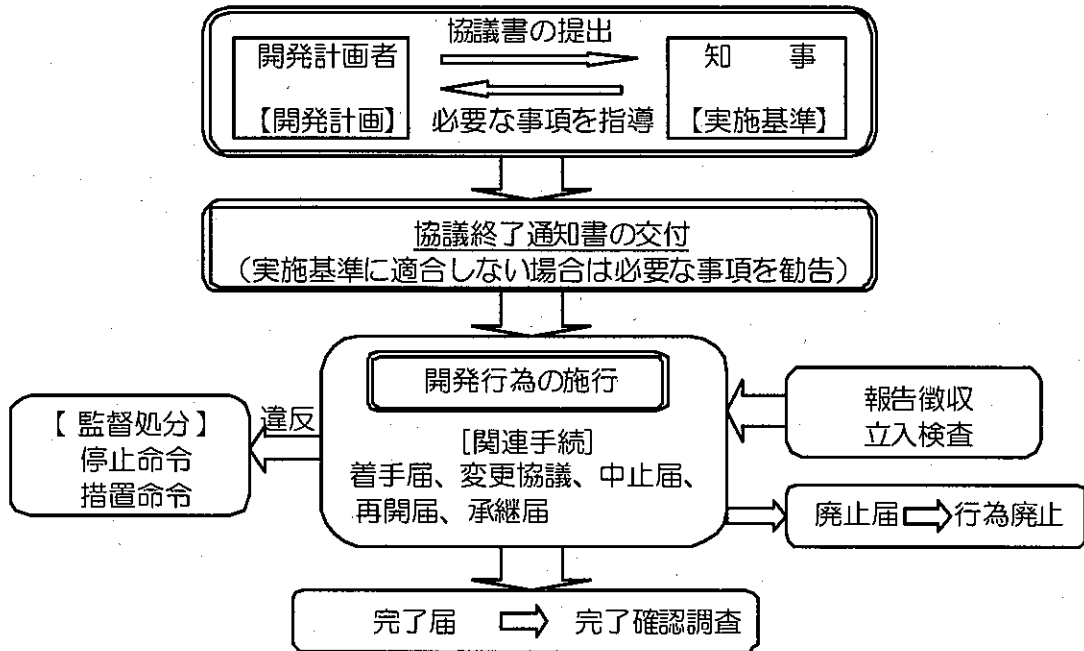 協議書の提出
開発計画者
知　事
【開発計画】
必要な事項を指導
【実施基準】
協議終了通知書の交付
（実施基準に適合しない場合は必要な事項を勧告）
開発行為の施行
[関連手続]
着手届、変更協議、中止届、
再開届、承継届
違反
【監督処分】
停止命令
措置命令
報告徴収
立入検査
廃止届
行為廃止
完了届
完了確認調査